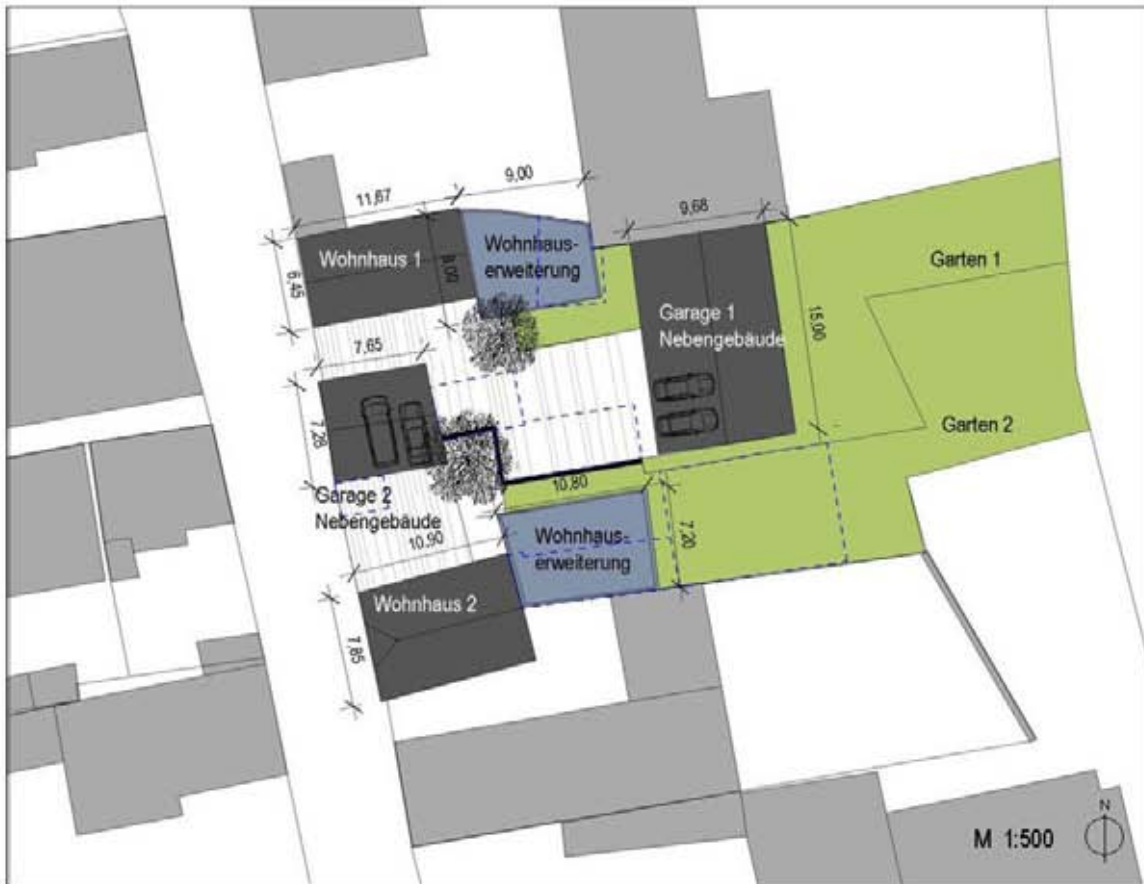 9,00
11,67
9,68
Wohnhaus 1
Wohnhaus-
erweiterung
6,45
8,00
Garten 1
Garage 1
Nebengebäude
15,00
7,65
7,28
Garten 2
Garage 2
Nebengebäude
10,80
10,90
Wohnhaus-
erweiterung
7,20
Wohnhaus 2
7,85
N
M 1:500